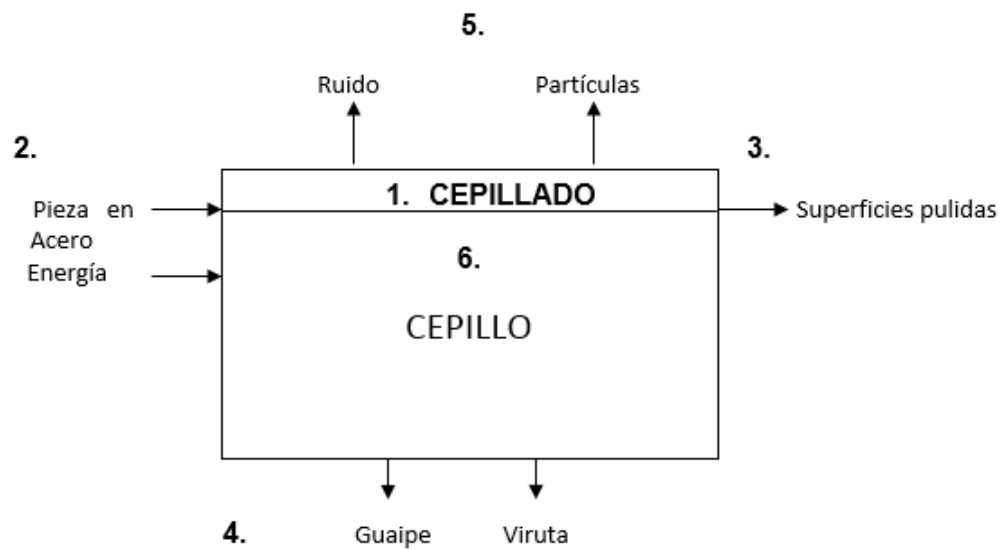 5.
Ruido
Partículas
2.
3.
1. CEPILLADO
Pieza en
Acero
Superficies pulidas
6.
Energía
CEPILLO
4.
Guaipe
Viruta